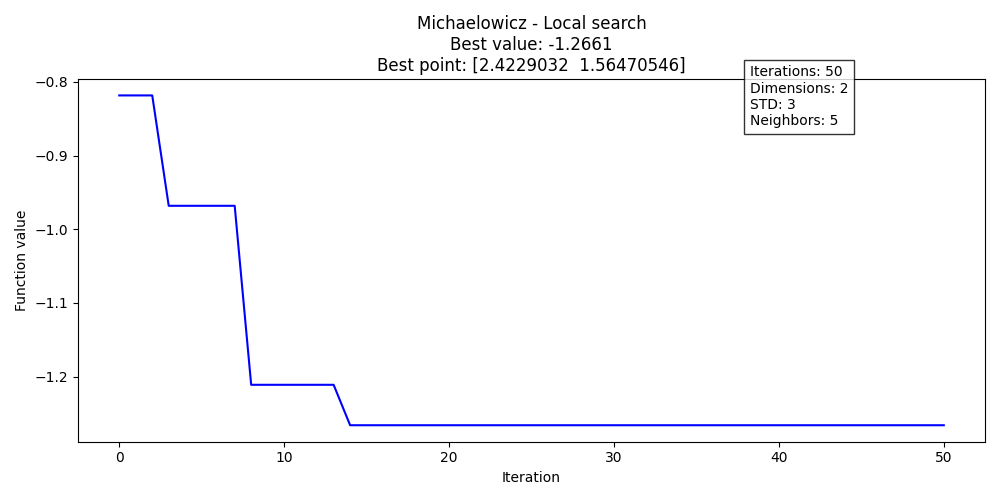 Michaelowicz - Local search
Best value: -1.2661
Best point: [2.4229032  1.56470546]
Iterations: 50
Dimensions: 2
STD: 3
Neighbors: 5
−0.8
−0.9
−1.0
−1.1
−1.2
Function value
0 10 20 30 40 50
Iteration